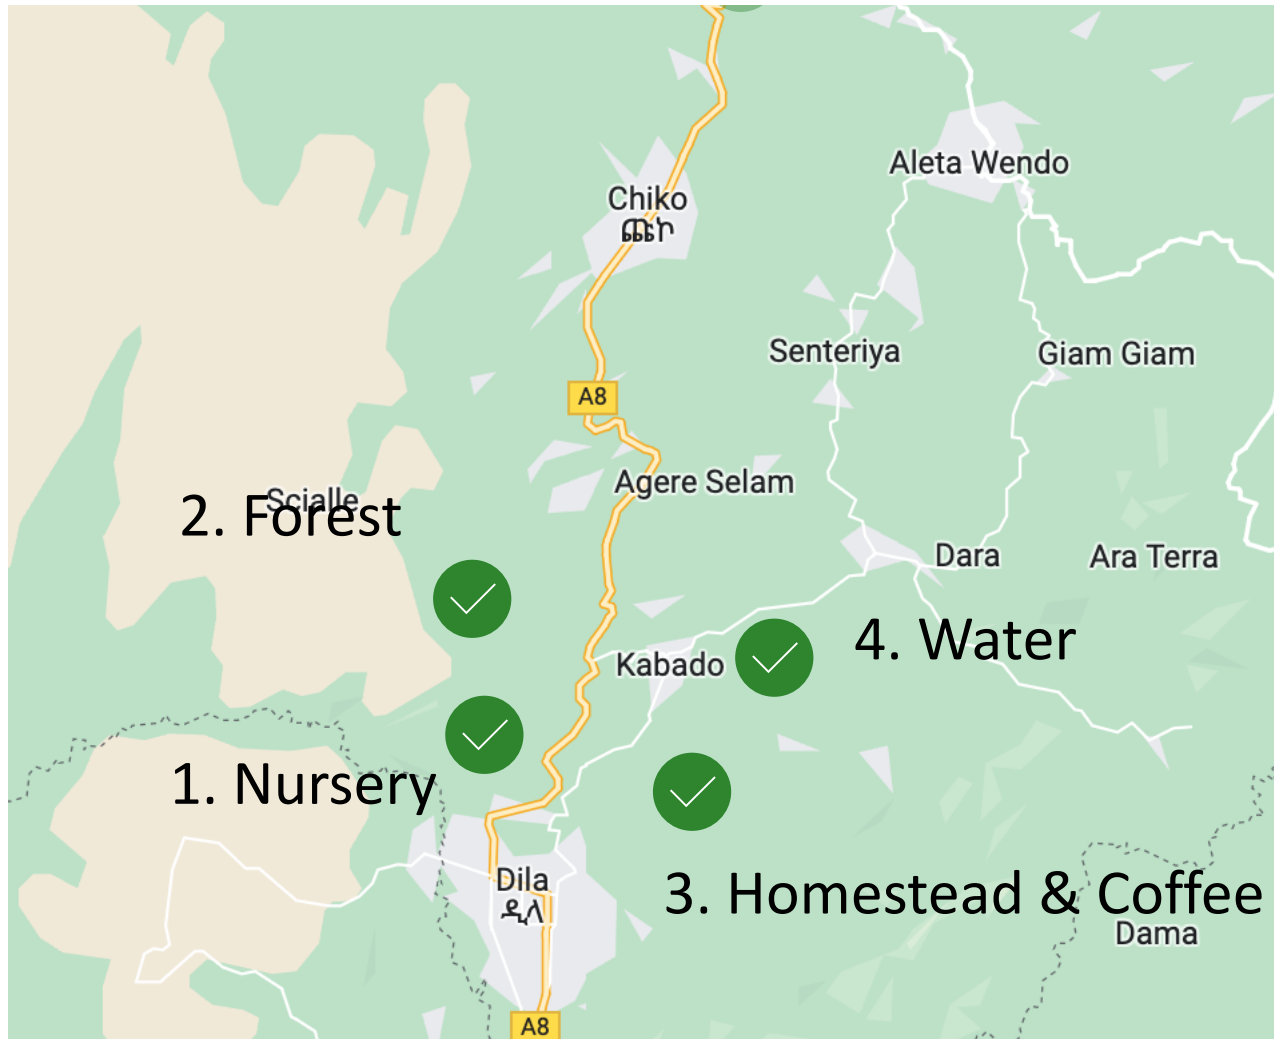 Aleta Wendo
Chiko
ጨኮ
Senteriya
Giam Giam
A8
Agere Selam
Scialle
2. Forest
Dara
Ara Terra
4. Water
Kabado
1. Nursery
Dila
ዲላ
3. Homestead & Coffee
Dama
A8